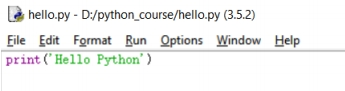 hello.py - D:/python_course/hello.py (3.5.2)
File Edit Format Run Options Window Help
print('Hello Python')